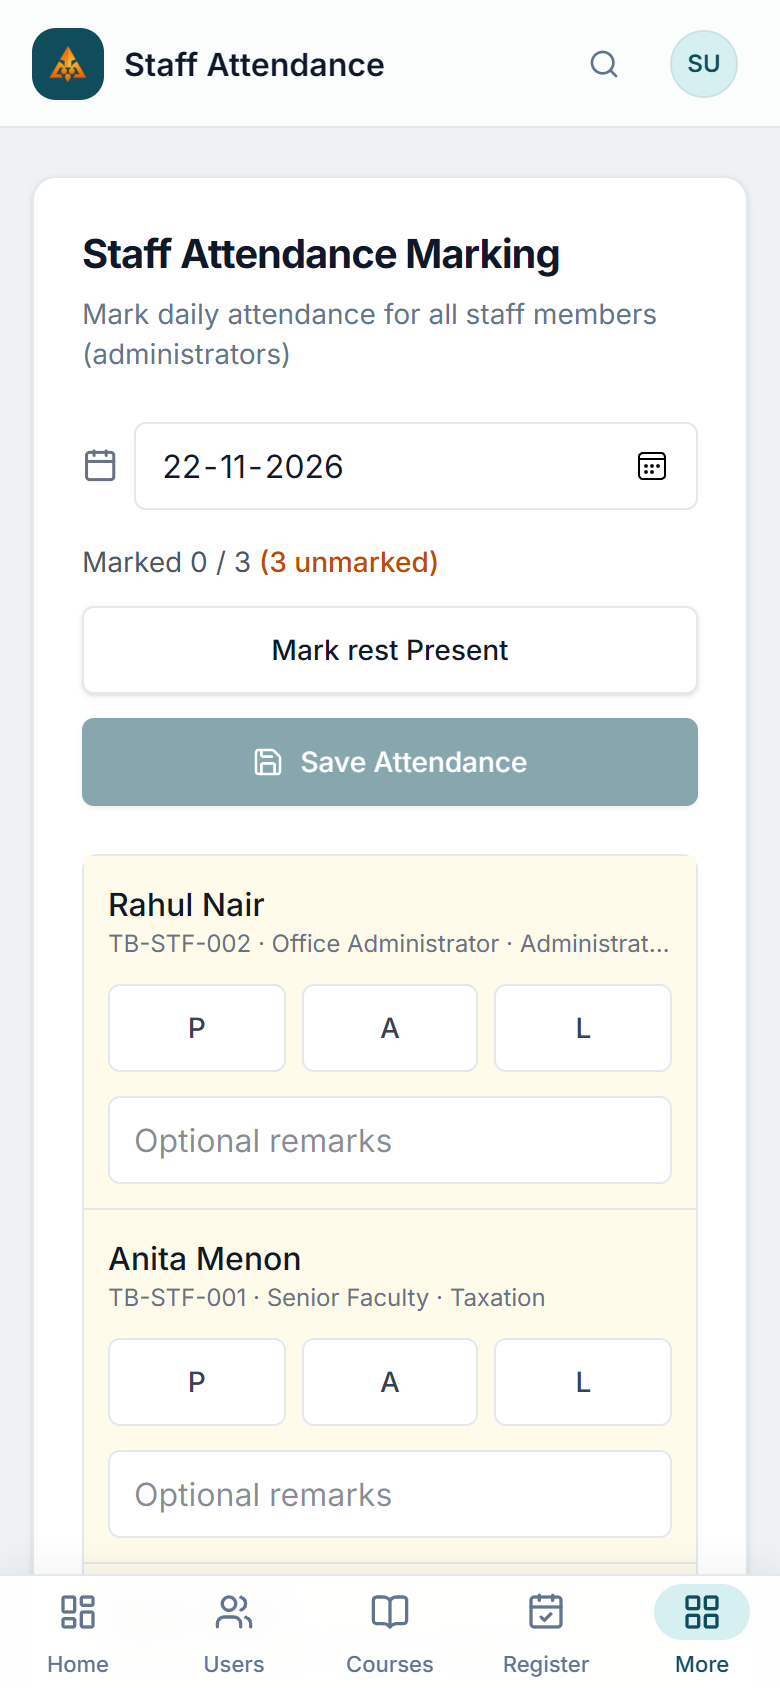 Staff Attendance
SU
Staff Attendance Marking
Mark daily attendance for all staff members
(administrators)
22-11-2026
Marked 0 / 3 (3 unmarked)
Mark rest Present
Save Attendance
Rahul Nair
TB-STF-002 · Office Administrator · Administrat...
P
A
L
Optional remarks
Anita Menon
TB-STF-001 · Senior Faculty · Taxation
P
A
L
Optional remarks
Home
Users
Courses
Register
More